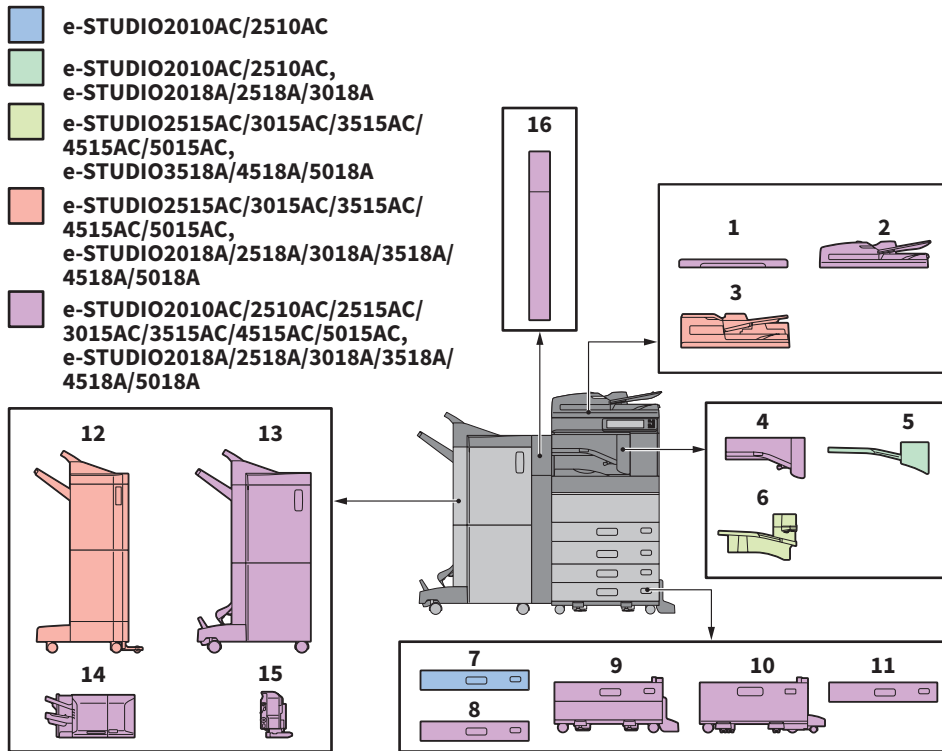 e-STUDIO2010AC/2510AC
e-STUDIO2010AC/2510AC,
e-STUDIO2018A/2518A/3018A
e-STUDIO2515AC/3015AC/3515AC/
4515AC/5015AC,
e-STUDIO3518A/4518A/5018A
e-STUDIO2515AC/3015AC/3515AC/
4515AC/5015AC,
e-STUDIO2018A/2518A/3018A/3518A/
4518A/5018A
e-STUDIO2010AC/2510AC/2515AC/
3015AC/3515AC/4515AC/5015AC,
e-STUDIO2018A/2518A/3018A/3518A/
4518A/5018A
16
1 2
3
4 5
6
12 13
14 15
7 9 10 11
8